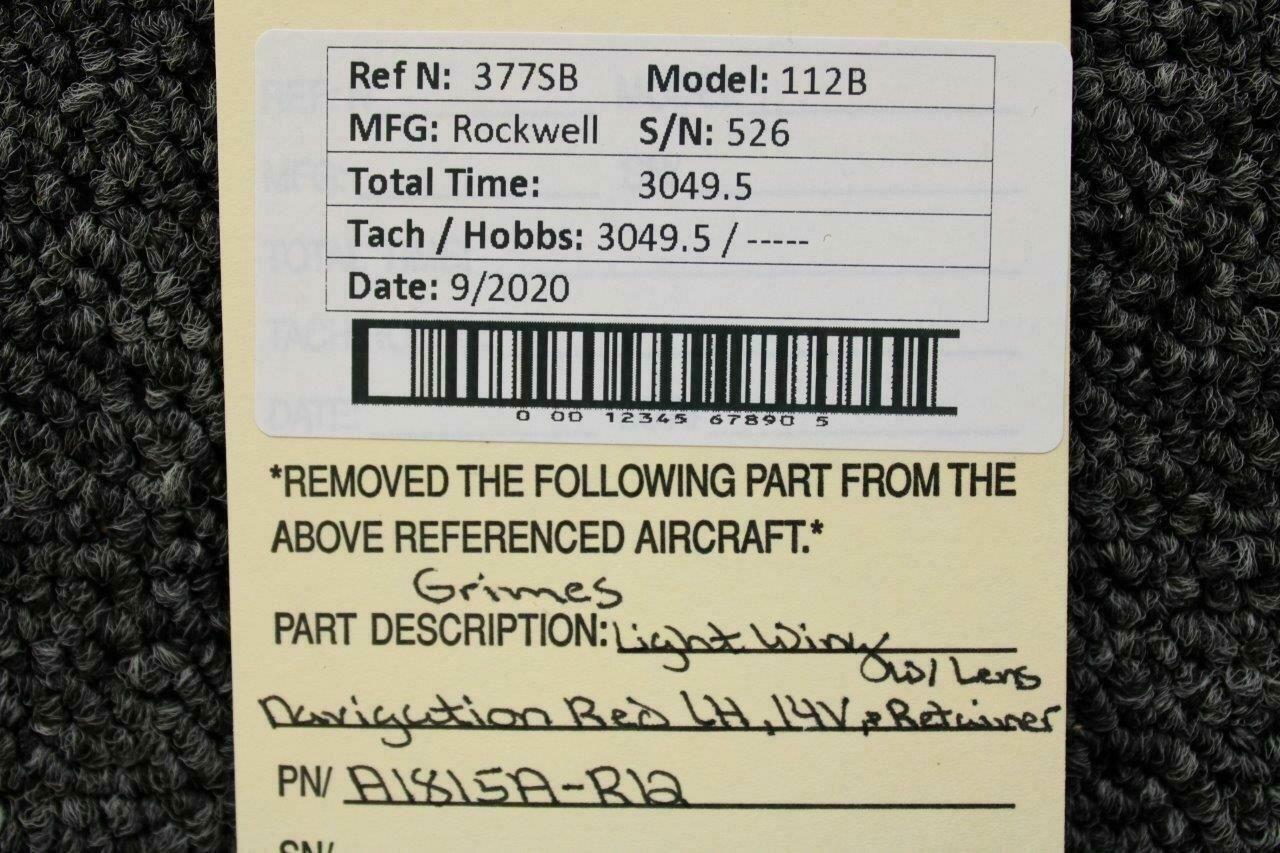 Ref N: 377SB Model: 112B
MFG: Rockwell S/N: 526
Total Time: 3049.5
Tach / Hobbs: 3049.5 / -----
Date: 9/2020
0 00 12345 67890 5
*REMOVED THE FOLLOWING PART FROM THE
ABOVE REFERENCED AIRCRAFT.*
Grimes
PART DESCRIPTION: Light Wing
w/ Lens
Navigation Red LH, 14V, & Retainer
PN/ A1815A-R12
SN/